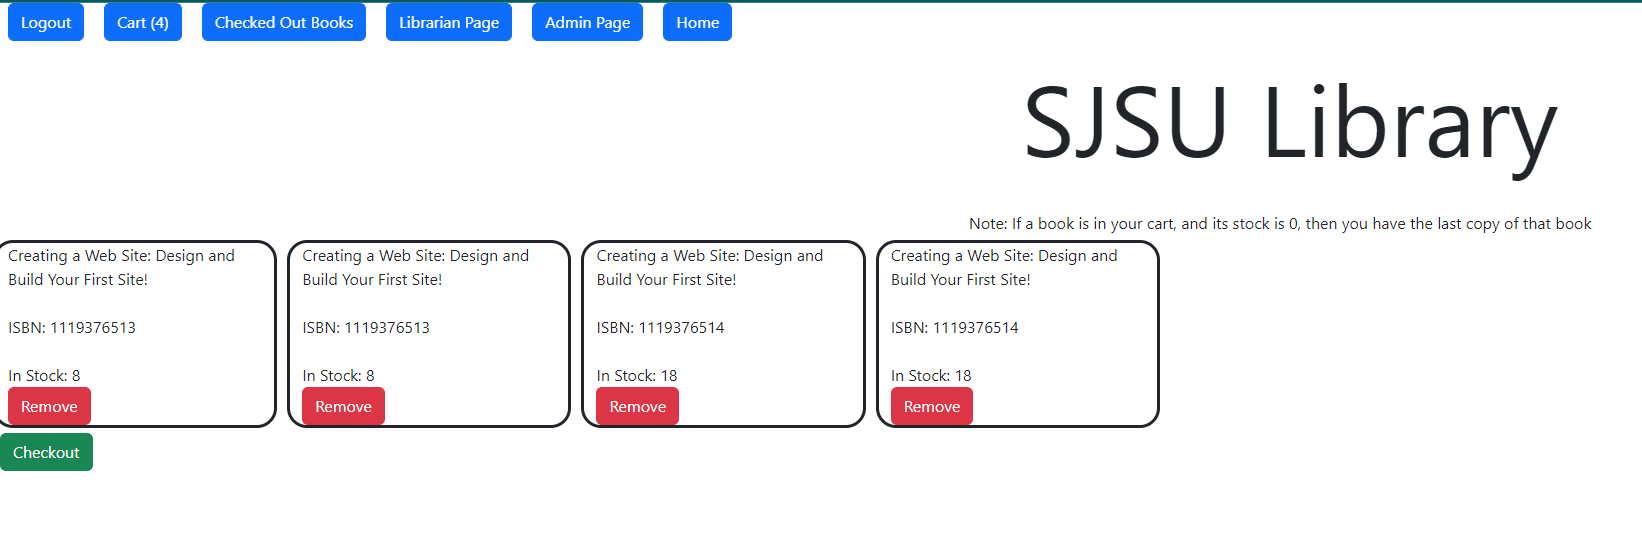 Logout Cart (4) Checked Out Books Librarian Page Admin Page Home
SJSU Library
Note: If a book is in your cart, and its stock is 0, then you have the last copy of that book
Creating a Web Site: Design and
Build Your First Site!
ISBN: 1119376513
In Stock: 8
Remove
Creating a Web Site: Design and
Build Your First Site!
ISBN: 1119376513
In Stock: 8
Remove
Creating a Web Site: Design and
Build Your First Site!
ISBN: 1119376514
In Stock: 18
Remove
Creating a Web Site: Design and
Build Your First Site!
ISBN: 1119376514
In Stock: 18
Remove
Checkout